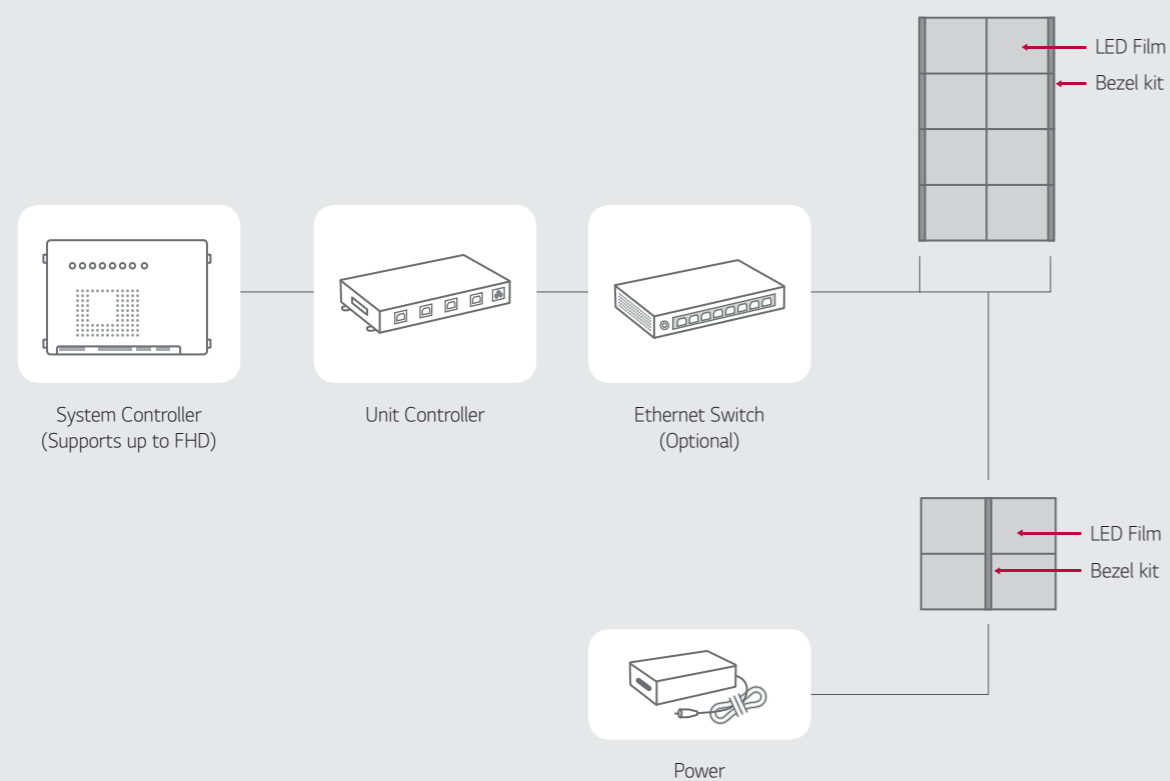 LED Film
Bezel kit
System Controller
(Supports up to FHD)
Unit Controller
Ethernet Switch
(Optional)
LED Film
Bezel kit
Power